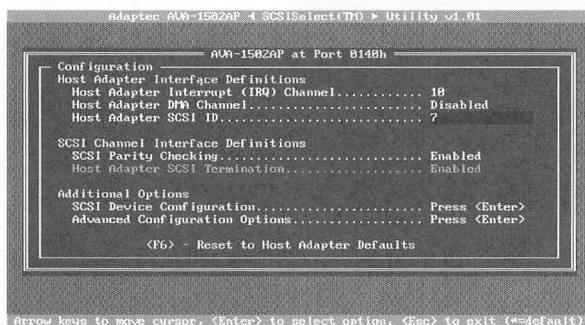 Adaptec AVA-1502AP ◄ SCSISelect(TM) ► Utility v1.01
AVA-1502AP at Port 0140h
Configuration
Host Adapter Interface Definitions
Host Adapter Interrupt (IRQ) Channel............ 10
Host Adapter DMA Channel......................... Disabled
Host Adapter SCSI ID............................. 7
SCSI Channel Interface Definitions
SCSI Parity Checking............................. Enabled
Host Adapter SCSI Termination.................... Enabled
Additional Options
SCSI Device Configuration........................ Press <Enter>
Advanced Configuration Options................... Press <Enter>
<F6> - Reset to Host Adapter Defaults
Arrow keys to move cursor, <Enter> to select option, <Esc> to exit (*=default)